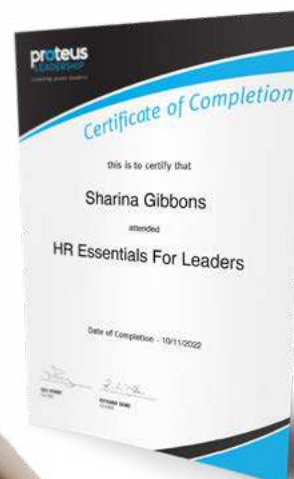 proteus
LEADERSHIP
Certificate of Completion
this is to certify that
Sharina Gibbons
attended
HR Essentials For Leaders
Date of Completion - 10/11/2022